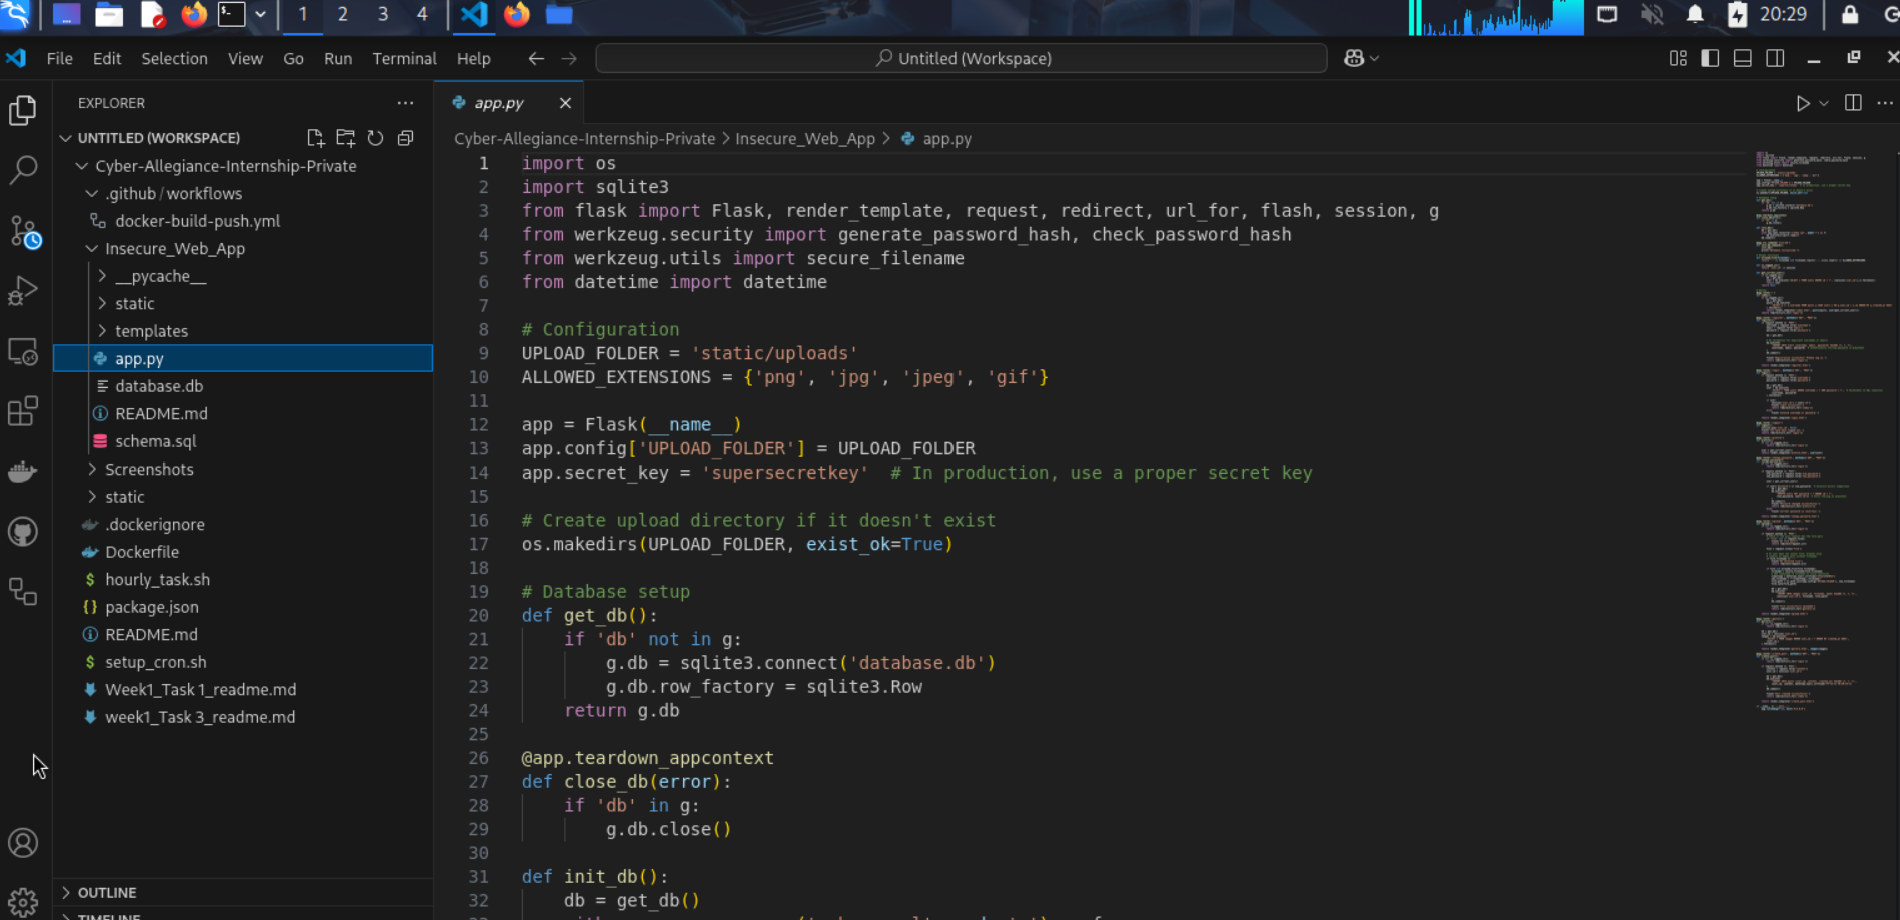 1 2 3 4 20:29
File Edit Selection View Go Run Terminal Help Untitled (Workspace)
EXPLORER
UNTITLED (WORKSPACE)
Cyber-Allegiance-Internship-Private
.github / workflows
docker-build-push.yml
Insecure_Web_App
__pycache__
static
templates
app.py
database.db
README.md
schema.sql
Screenshots
static
.dockerignore
Dockerfile
hourly_task.sh
package.json
README.md
setup_cron.sh
Week1_Task 1_readme.md
week1_Task 3_readme.md
OUTLINE
TIMELINE
app.py
Cyber-Allegiance-Internship-Private > Insecure_Web_App > app.py
1 import os
2 import sqlite3
3 from flask import Flask, render_template, request, redirect, url_for, flash, session, g
4 from werkzeug.security import generate_password_hash, check_password_hash
5 from werkzeug.utils import secure_filename
6 from datetime import datetime
7
8 # Configuration
9 UPLOAD_FOLDER = 'static/uploads'
10 ALLOWED_EXTENSIONS = {'png', 'jpg', 'jpeg', 'gif'}
11
12 app = Flask(__name__)
13 app.config['UPLOAD_FOLDER'] = UPLOAD_FOLDER
14 app.secret_key = 'supersecretkey'  # In production, use a proper secret key
15
16 # Create upload directory if it doesn't exist
17 os.makedirs(UPLOAD_FOLDER, exist_ok=True)
18
19 # Database setup
20 def get_db():
21     if 'db' not in g:
22         g.db = sqlite3.connect('database.db')
23         g.db.row_factory = sqlite3.Row
24     return g.db
25
26 @app.teardown_appcontext
27 def close_db(error):
28     if 'db' in g:
29         g.db.close()
30
31 def init_db():
32     db = get_db()